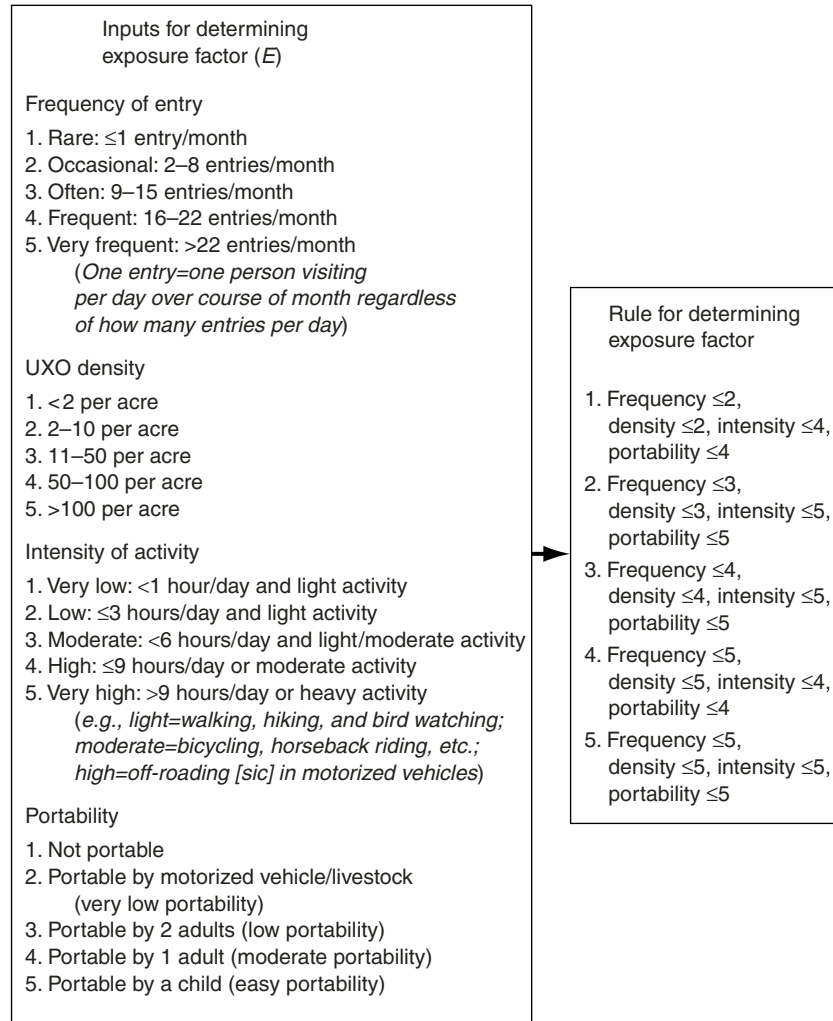 Inputs for determining
exposure factor (E)
Frequency of entry
1. Rare: ≤1 entry/month
2. Occasional: 2–8 entries/month
3. Often: 9–15 entries/month
4. Frequent: 16–22 entries/month
5. Very frequent: >22 entries/month
(One entry=one person visiting
per day over course of month regardless
of how many entries per day)
UXO density
1. <2 per acre
2. 2–10 per acre
3. 11–50 per acre
4. 50–100 per acre
5. >100 per acre
Intensity of activity
1. Very low: <1 hour/day and light activity
2. Low: ≤3 hours/day and light activity
3. Moderate: <6 hours/day and light/moderate activity
4. High: ≤9 hours/day or moderate activity
5. Very high: >9 hours/day or heavy activity
(e.g., light=walking, hiking, and bird watching;
moderate=bicycling, horseback riding, etc.;
high=off-roading [sic] in motorized vehicles)
Portability
1. Not portable
2. Portable by motorized vehicle/livestock
(very low portability)
3. Portable by 2 adults (low portability)
4. Portable by 1 adult (moderate portability)
5. Portable by a child (easy portability)
Rule for determining
exposure factor
1. Frequency ≤2,
density ≤2, intensity ≤4,
portability ≤4
2. Frequency ≤3,
density ≤3, intensity ≤5,
portability ≤5
3. Frequency ≤4,
density ≤4, intensity ≤5,
portability ≤5
4. Frequency ≤5,
density ≤5, intensity ≤4,
portability ≤4
5. Frequency ≤5,
density ≤5, intensity ≤5,
portability ≤5